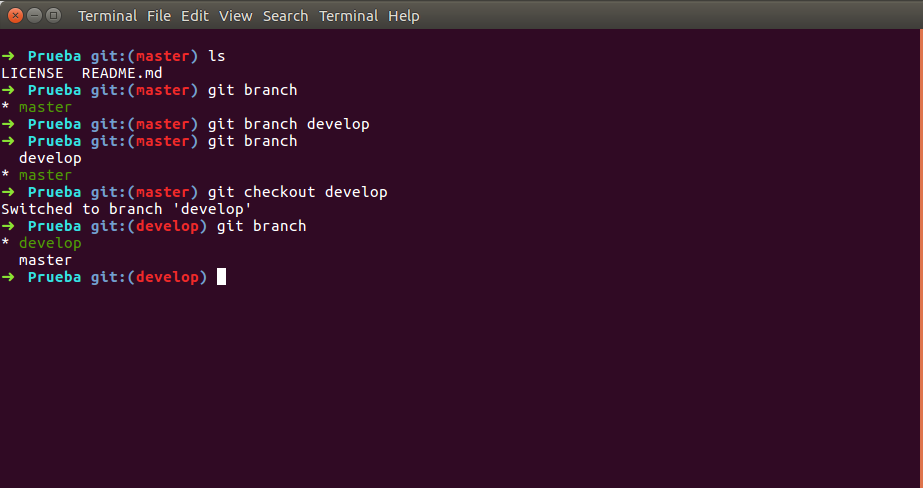 Terminal File Edit View Search Terminal Help
➜  Prueba git:(master) ls
LICENSE  README.md
➜  Prueba git:(master) git branch
* master
➜  Prueba git:(master) git branch develop
➜  Prueba git:(master) git branch
  develop
* master
➜  Prueba git:(master) git checkout develop
Switched to branch 'develop'
➜  Prueba git:(develop) git branch
* develop
  master
➜  Prueba git:(develop)